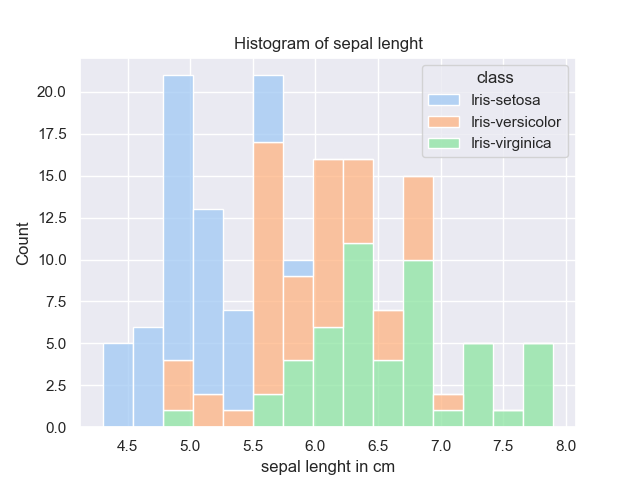 Histogram of sepal lenght
class
Iris-setosa
Iris-versicolor
Iris-virginica
Count
20.0
17.5
15.0
12.5
10.0
7.5
5.0
2.5
0.0
4.5 5.0 5.5 6.0 6.5 7.0 7.5 8.0
sepal lenght in cm